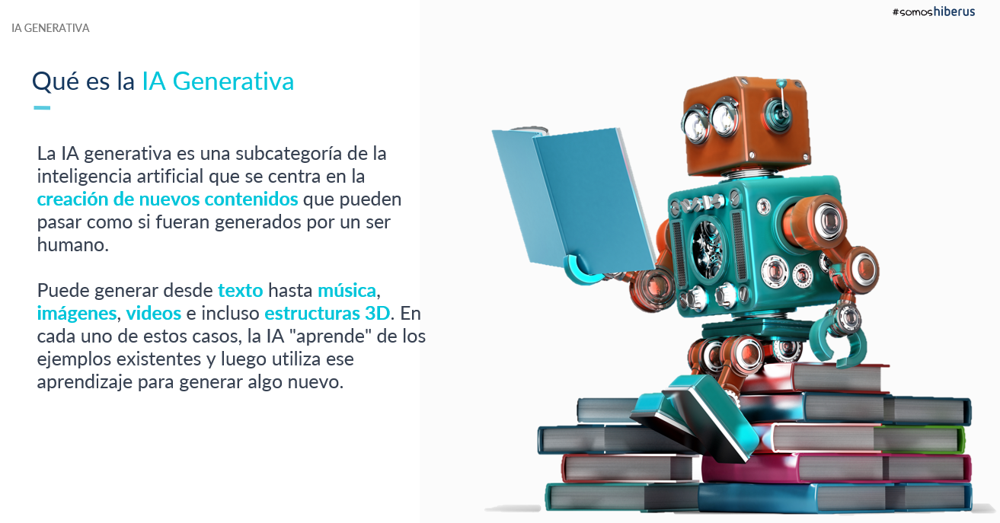 #somoshiberus
IA GENERATIVA
Qué es la IA Generativa
La IA generativa es una subcategoría de la
inteligencia artificial que se centra en la
creación de nuevos contenidos que pueden
pasar como si fueran generados por un ser
humano.
Puede generar desde texto hasta música,
imágenes, videos e incluso estructuras 3D. En
cada uno de estos casos, la IA "aprende" de los
ejemplos existentes y luego utiliza ese
aprendizaje para generar algo nuevo.